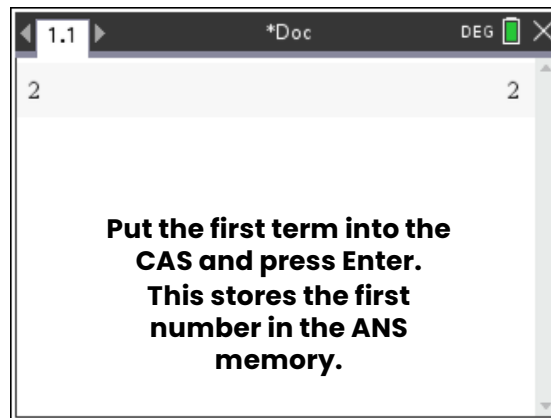 1.1 *Doc DEG
2 2
Put the first term into the
CAS and press Enter.
This stores the first
number in the ANS
memory.